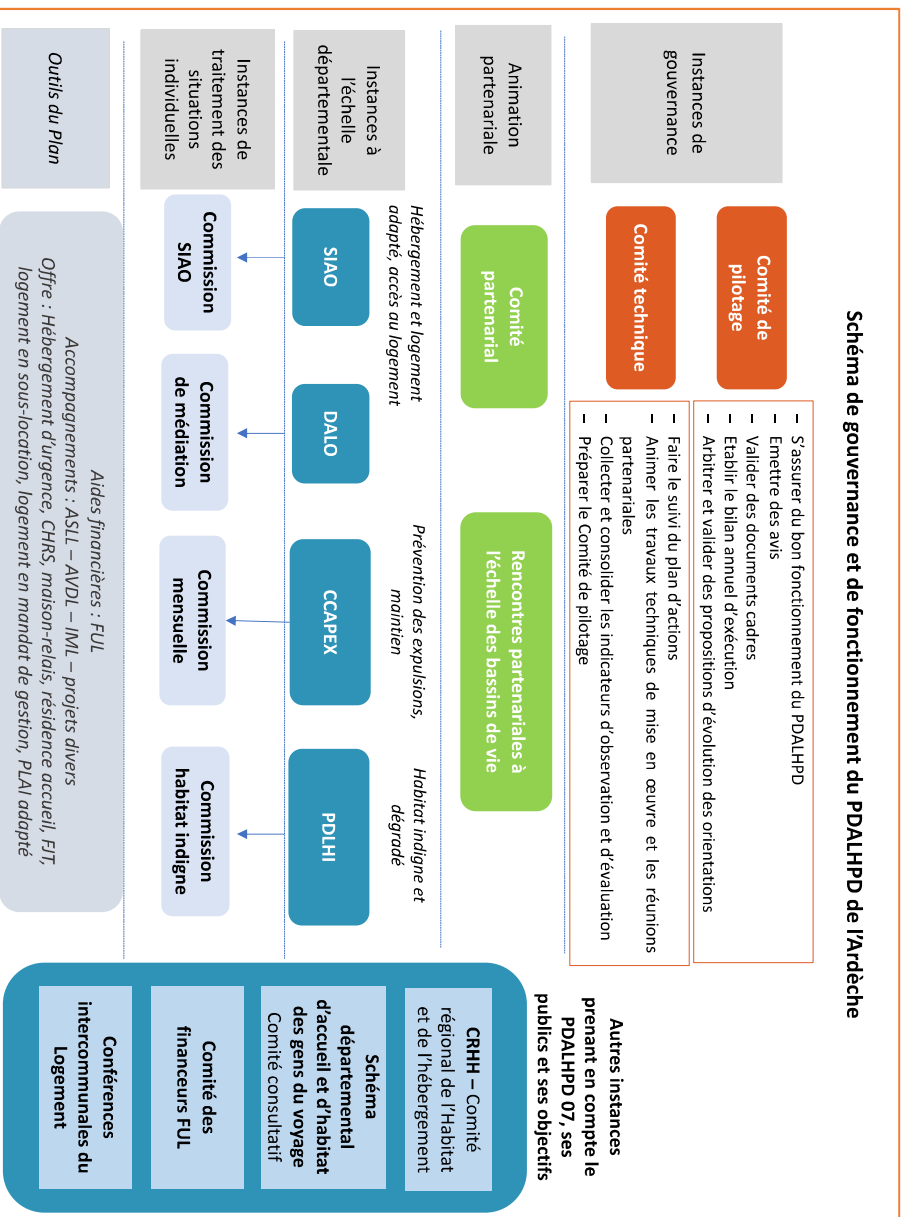 Schéma de gouvernance et de fonctionnement du PDALHPD de l'Ardèche
Instances de
gouvernance
Comité de
pilotage
– S'assurer du bon fonctionnement du PDALHPD
– Emettre des avis
– Valider des documents cadres
– Etablir le bilan annuel d'exécution
– Arbitrer et valider des propositions d'évolution des orientations
Comité technique
– Faire le suivi du plan d'actions
– Animer les travaux techniques de mise en œuvre et les réunions
partenariales
– Collecter et consolider les indicateurs d'observation et d'évaluation
– Préparer le Comité de pilotage
Animation
partenariale
Comité
partenarial
Rencontres partenariales à
l'échelle des bassins de vie
Instances à
l'échelle
départementale
Hébergement et logement
adapté, accès au logement
Prévention des expulsions,
maintien
Habitat indigne et
dégradé
SIAO
DALO
CCAPEX
PDLHI
Instances de
traitement des
situations
individuelles
Commission
SIAO
Commission
de médiation
Commission
mensuelle
Commission
habitat indigne
Outils du Plan
Aides financières : FUL
Accompagnements : ASLL – AVDL – IML – projets divers
Offre : Hébergement d'urgence, CHRS, maison-relais, résidence accueil, FJT,
logement en sous-location, logement en mandat de gestion, PLAI adapté
Autres instances
prenant en compte le
PDALHPD 07, ses
publics et ses objectifs
CRHH – Comité
régional de l'Habitat
et de l'hébergement
Schéma
départemental
d'accueil et d'habitat
des gens du voyage
Comité consultatif
Comité des
financeurs FUL
Conférences
intercommunales du
Logement